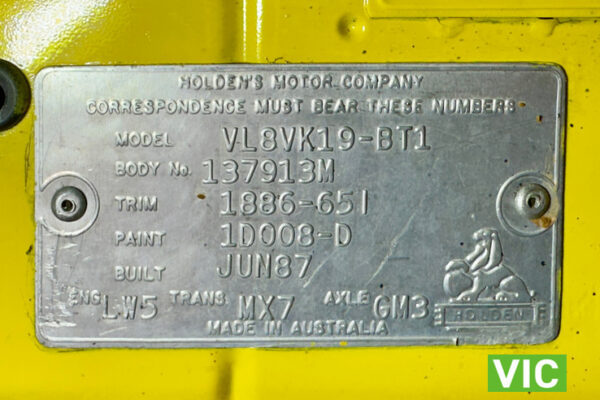 HOLDEN'S MOTOR COMPANY
CORRESPONDENCE MUST BEAR THESE NUMBERS
MODEL VL8VK19-BT1
BODY No. 137913M
TRIM 1886-65I
PAINT 1D008-D
BUILT JUN87
ENG LW5 TRANS MX7 AXLE GM3
HOLDEN
MADE IN AUSTRALIA
VIC